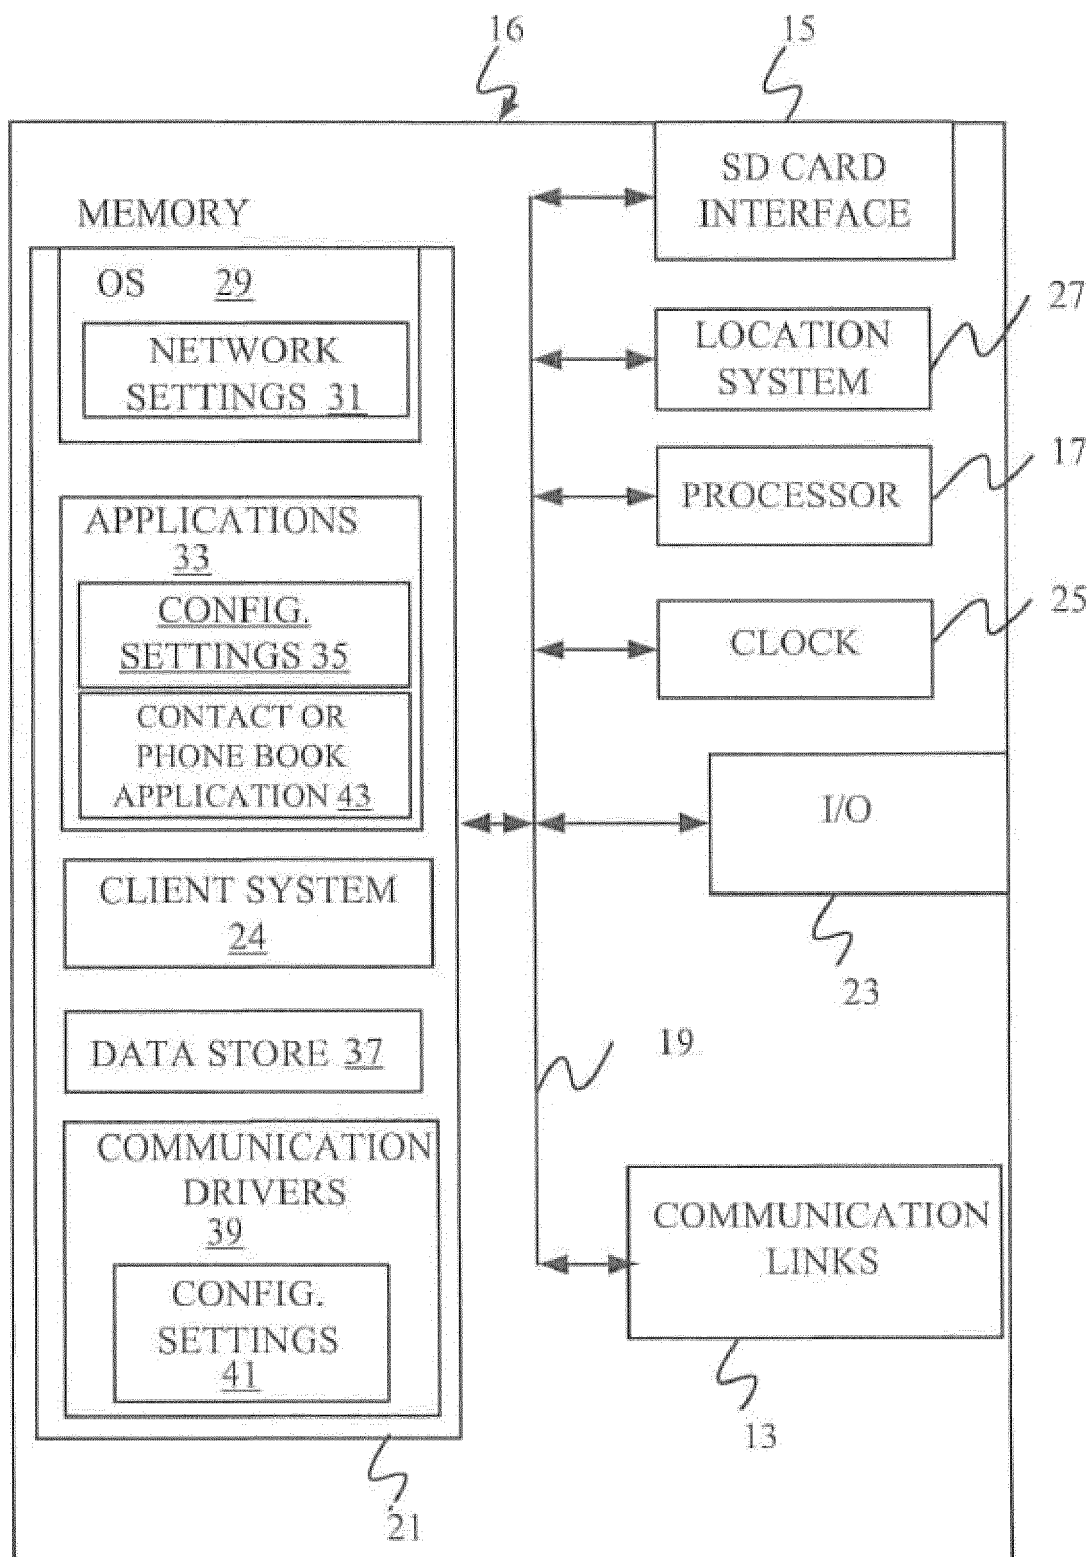 16
15
SD CARD
INTERFACE
MEMORY
OS 29
NETWORK
SETTINGS 31
27
LOCATION
SYSTEM
17
PROCESSOR
APPLICATIONS
33
CONFIG.
SETTINGS 35
25
CLOCK
CONTACT OR
PHONE BOOK
APPLICATION 43
I/O
CLIENT SYSTEM
24
23
DATA STORE 37
19
COMMUNICATION
DRIVERS
39
CONFIG.
SETTINGS
41
COMMUNICATION
LINKS
13
21